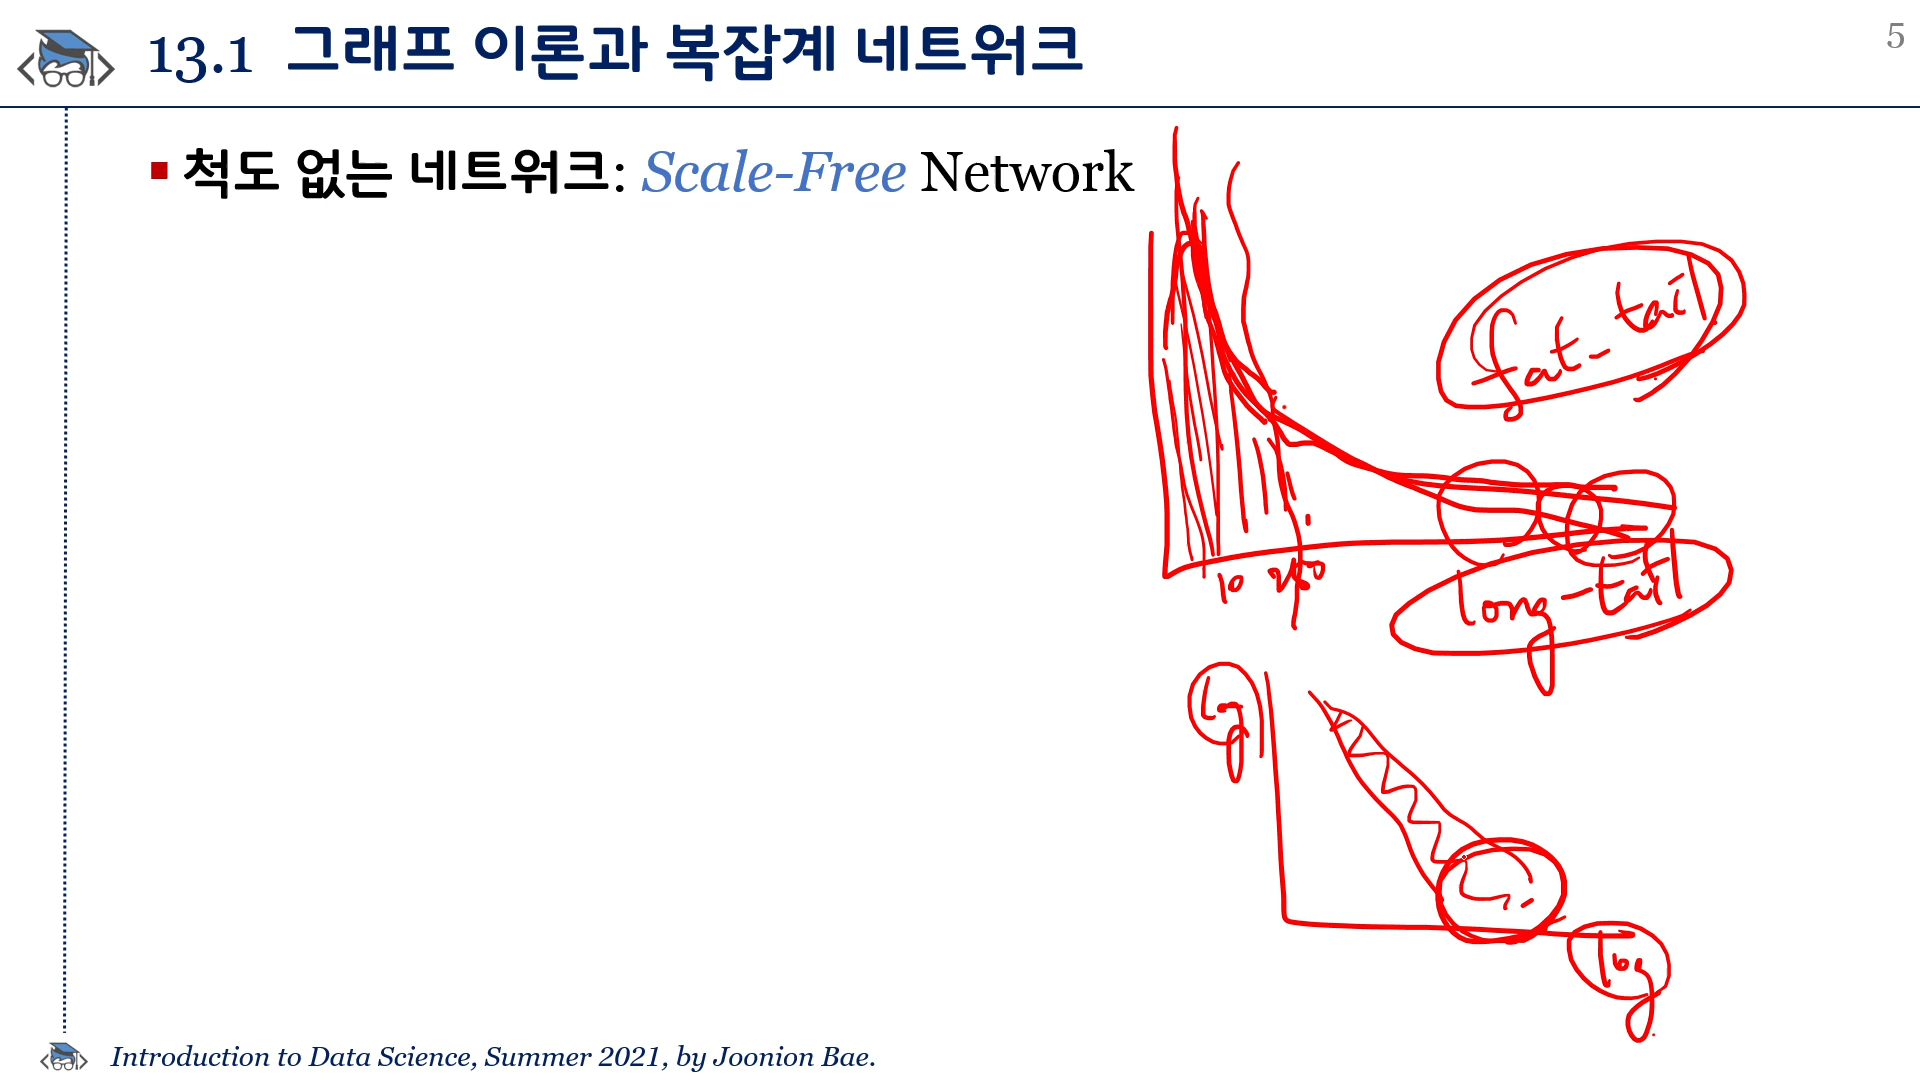 13.1 그래프 이론과 복잡계 네트워크
5
척도 없는 네트워크: Scale-Free Network
fat-tail
10
long-tail
log
log
Introduction to Data Science, Summer 2021, by Joonion Bae.